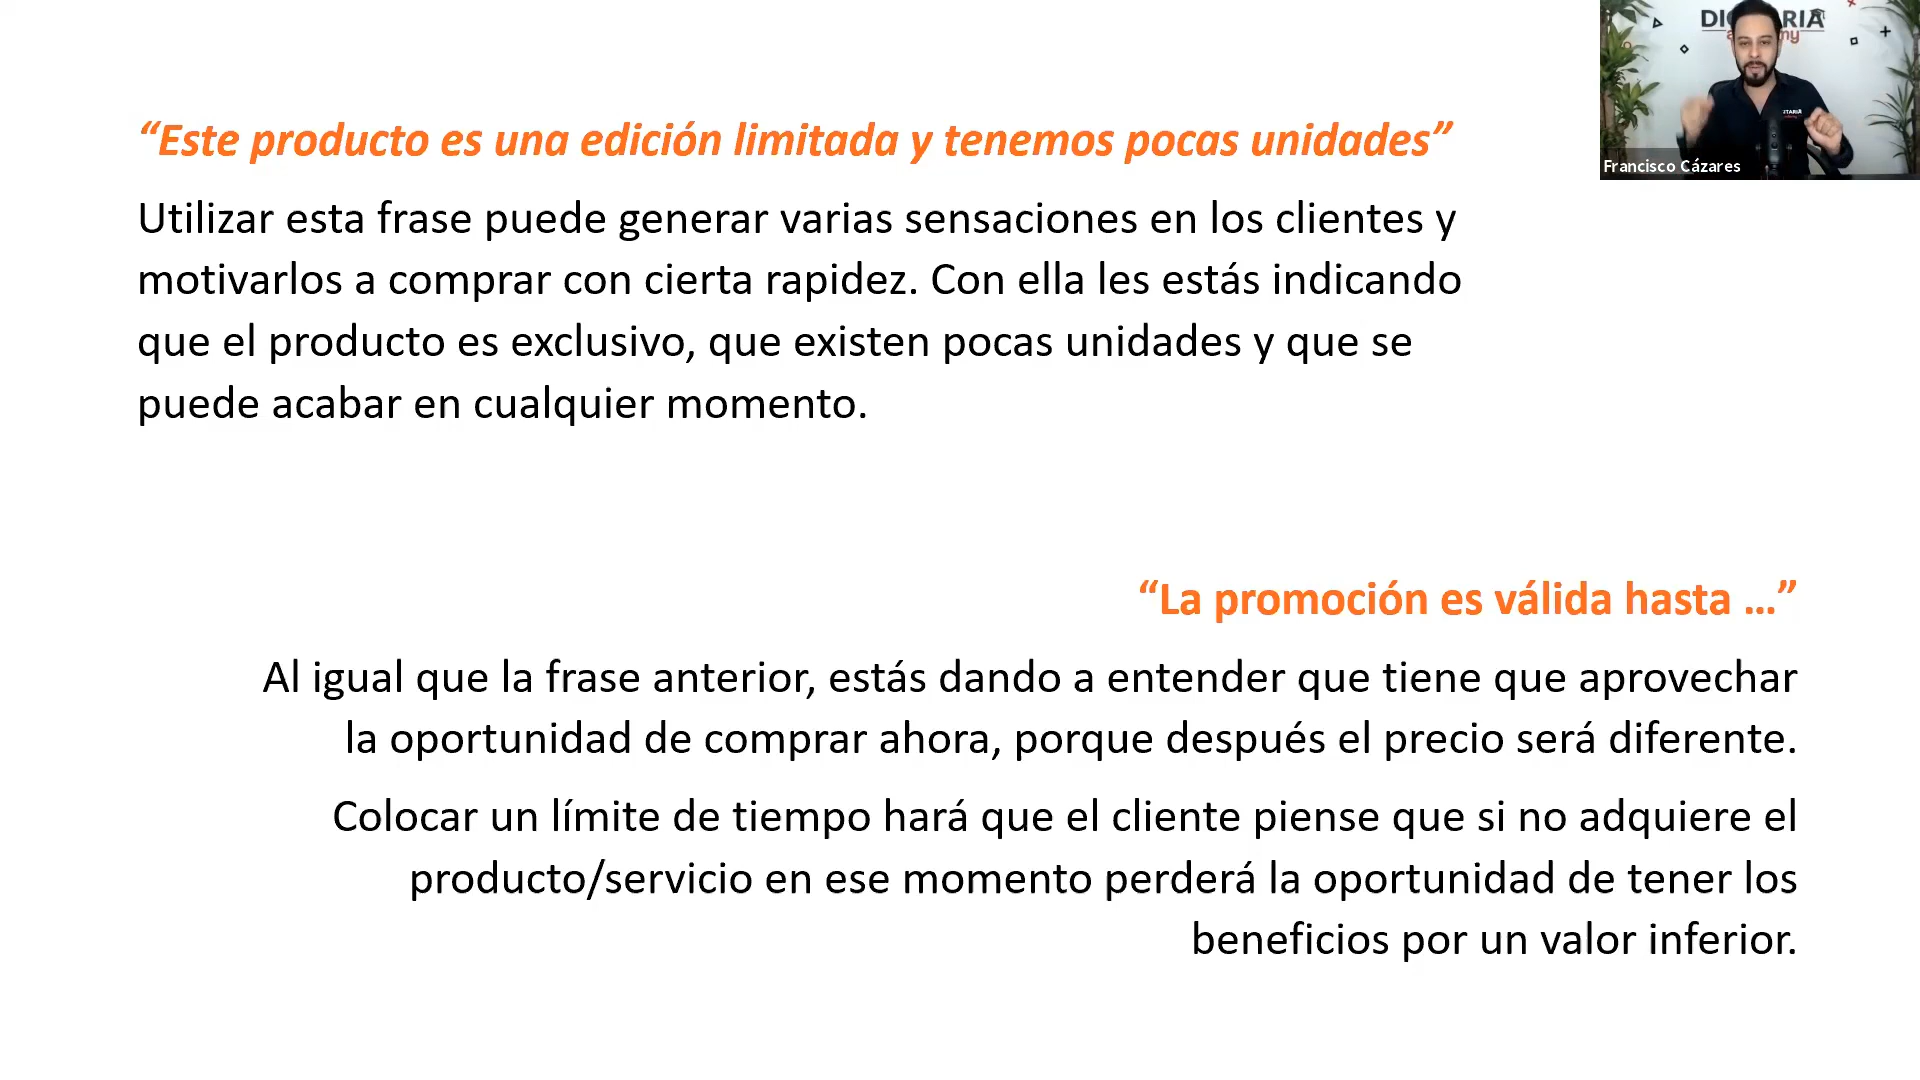 “Este producto es una edición limitada y tenemos pocas unidades”
Utilizar esta frase puede generar varias sensaciones en los clientes y
motivarlos a comprar con cierta rapidez. Con ella les estás indicando
que el producto es exclusivo, que existen pocas unidades y que se
puede acabar en cualquier momento.
Francisco Cázares
“La promoción es válida hasta ...”
Al igual que la frase anterior, estás dando a entender que tiene que aprovechar
la oportunidad de comprar ahora, porque después el precio será diferente.
Colocar un límite de tiempo hará que el cliente piense que si no adquiere el
producto/servicio en ese momento perderá la oportunidad de tener los
beneficios por un valor inferior.